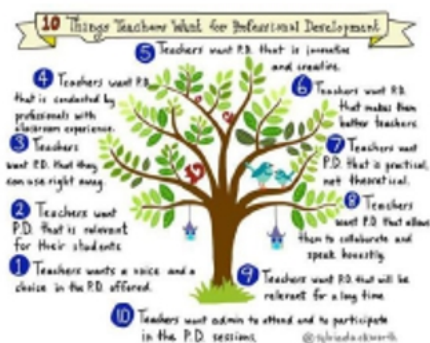 10 Things Teachers Want for Professional Development
5 Teachers want P.D. that is innovative
and creative.
4 Teachers want P.D.
that is conducted by
professionals with
classroom experience.
6 Teachers want P.D.
that makes them
better teachers.
3 Teachers
want P.D. that they
can use right away.
7 Teachers want
P.D. that is practical,
not theoretical.
2 Teachers want
P.D. that is relevant
for their students
8 Teachers
want P.D. that allows
them to collaborate and
speak honestly.
1 Teachers wants a voice and a
choice in the P.D. offered.
9 Teachers want P.D. that will be
relevant for a long time
10 Teachers want admin to attend and to participate
in the P.D. sessions.
@sylviaduckworth